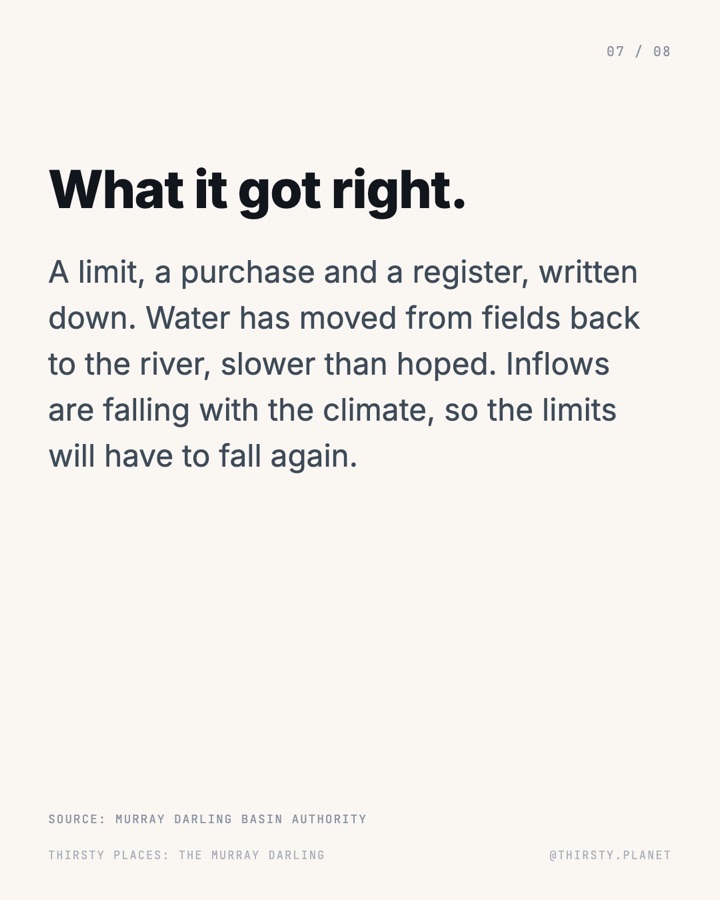 07 / 08
What it got right.
A limit, a purchase and a register, written
down. Water has moved from fields back
to the river, slower than hoped. Inflows
are falling with the climate, so the limits
will have to fall again.
SOURCE: MURRAY DARLING BASIN AUTHORITY
THIRSTY PLACES: THE MURRAY DARLING
@THIRSTY.PLANET